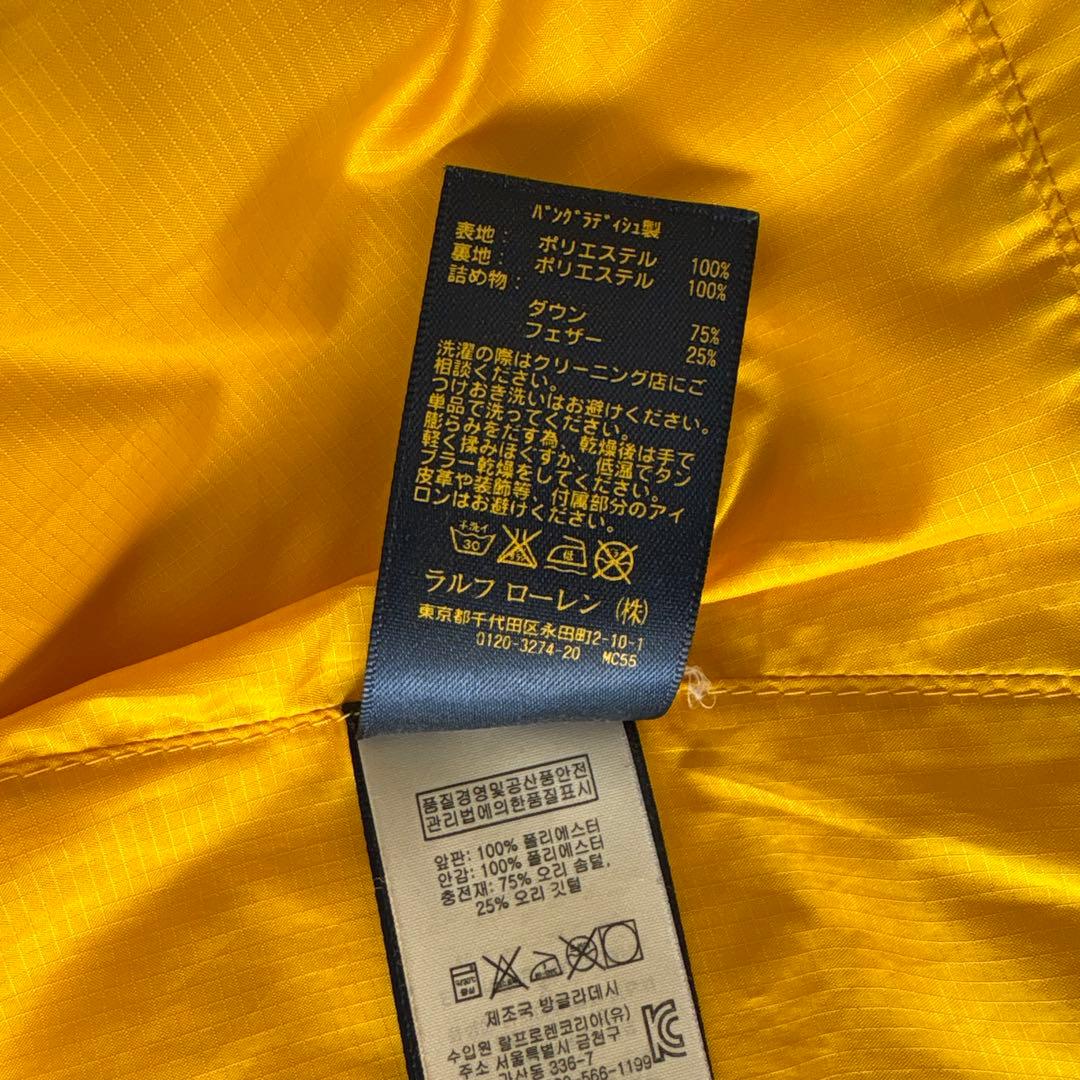 ﾊﾞﾝｸﾞﾗﾃﾞｨｼｭ製
表地: ポリエステル 100%
裏地: ポリエステル 100%
詰め物:
ダウン 75%
フェザー 25%
洗濯の際はクリーニング店にご
相談ください。
つけおき洗いはお避けください。
単品で洗ってください。
膨らみをだす為、乾燥後は手で
軽く揉みほぐすか、低温でタン
ブラー乾燥をしてください。
皮革や装飾等、付属部分のアイ
ロンはお避けください。
手洗イ
30
低
ラルフ ローレン (株)
東京都千代田区永田町2-10-1
0120-3274-20 MC55
품질경영및공산품안전
관리법에의한품질표시
앞판: 100% 폴리에스터
안감: 100% 폴리에스터
충전재: 75% 오리 솜털,
25% 오리 깃털
제조국 방글라데시
수입원 랄프로렌코리아(유)
주소 서울특별시 금천구
가산동 336-7
-566-1199